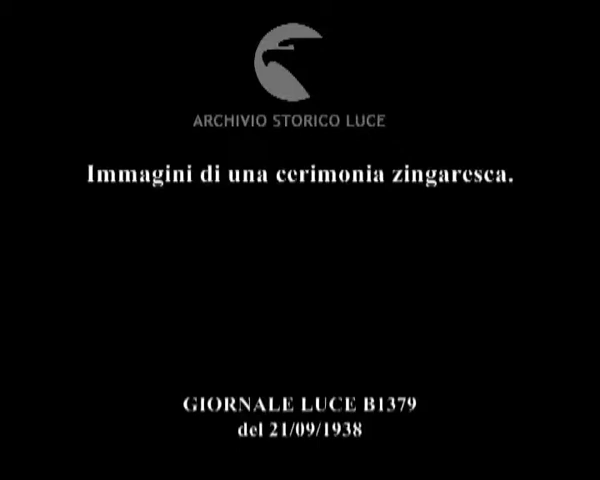 ARCHIVIO STORICO LUCE
Immagini di una cerimonia zingaresca.
GIORNALE LUCE B1379
del 21/09/1938